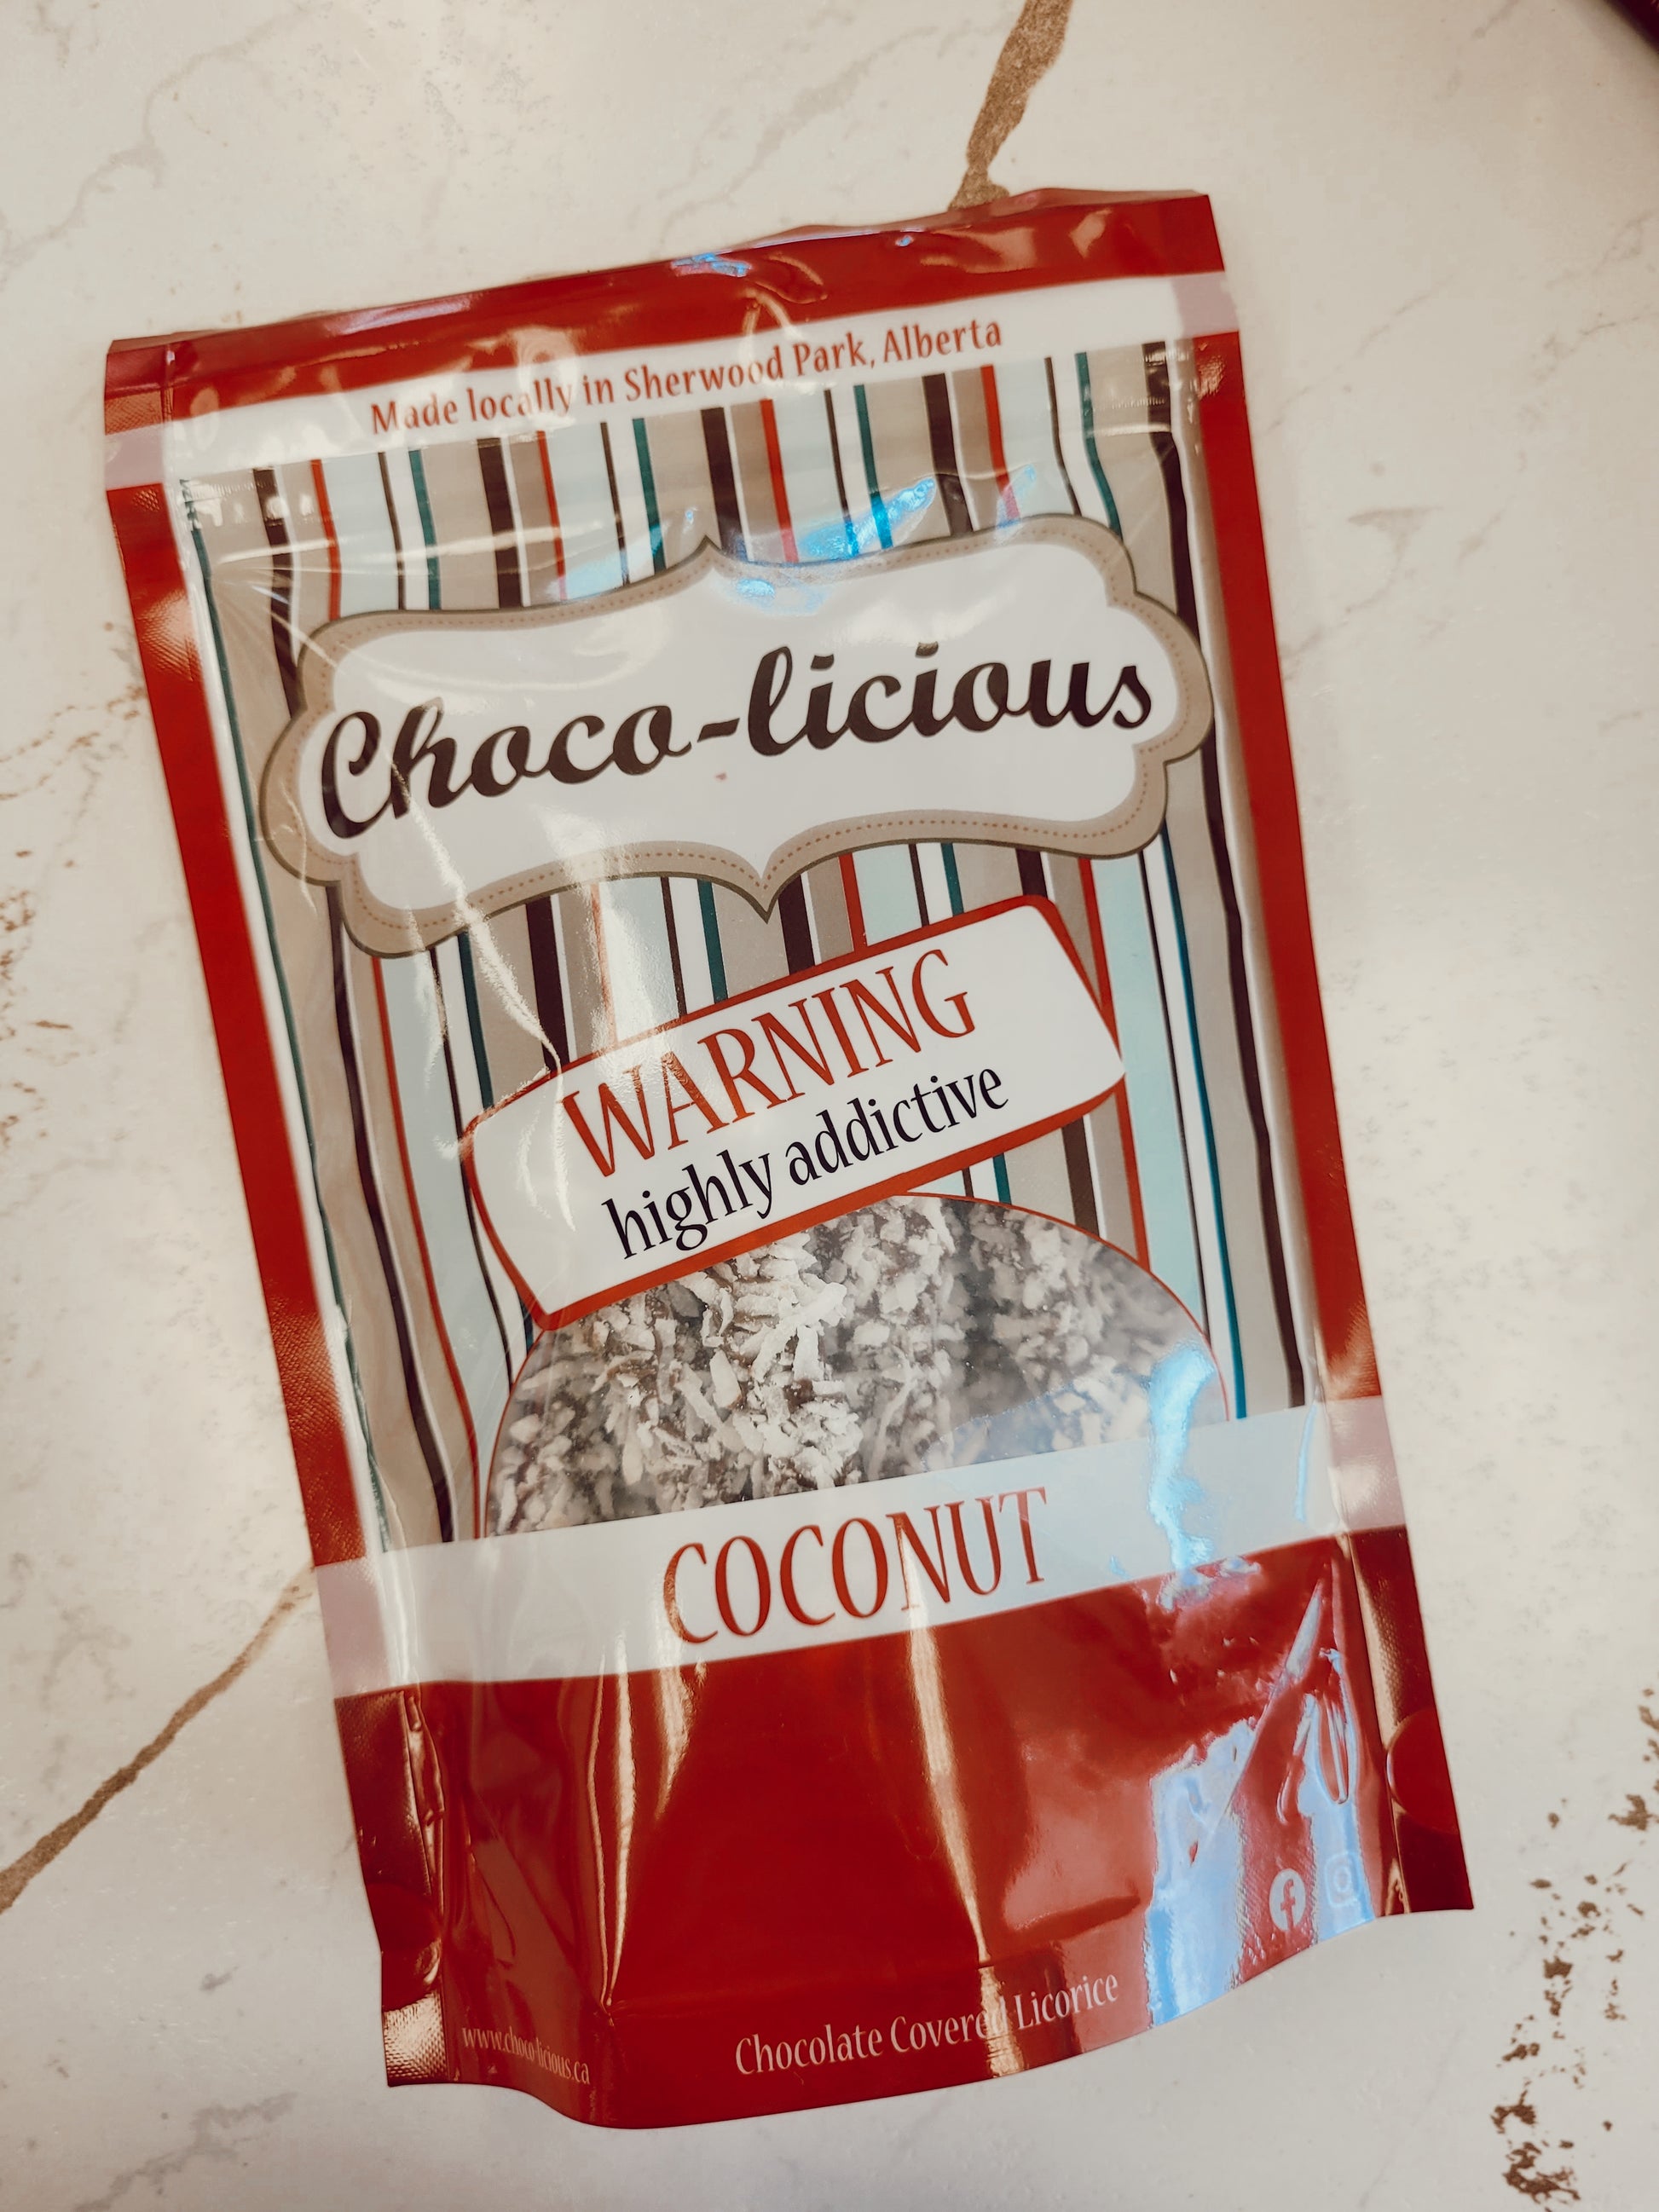 Made locally in Sherwood Park, Alberta
Choco-licious
WARNING
highly addictive
COCONUT
Chocolate Covered Licorice
www.choco-licious.ca